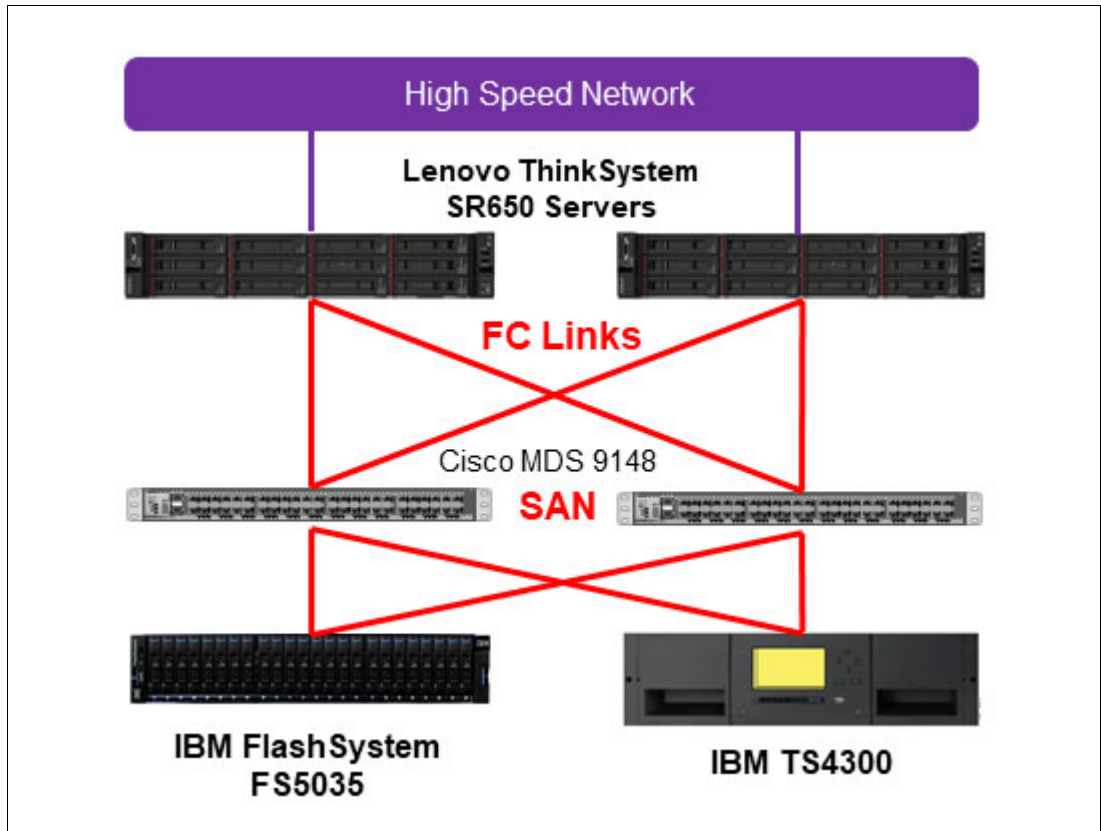 High Speed Network
Lenovo ThinkSystem
SR650 Servers
FC Links
Cisco MDS 9148
SAN
IBM FlashSystem
FS5035
IBM TS4300